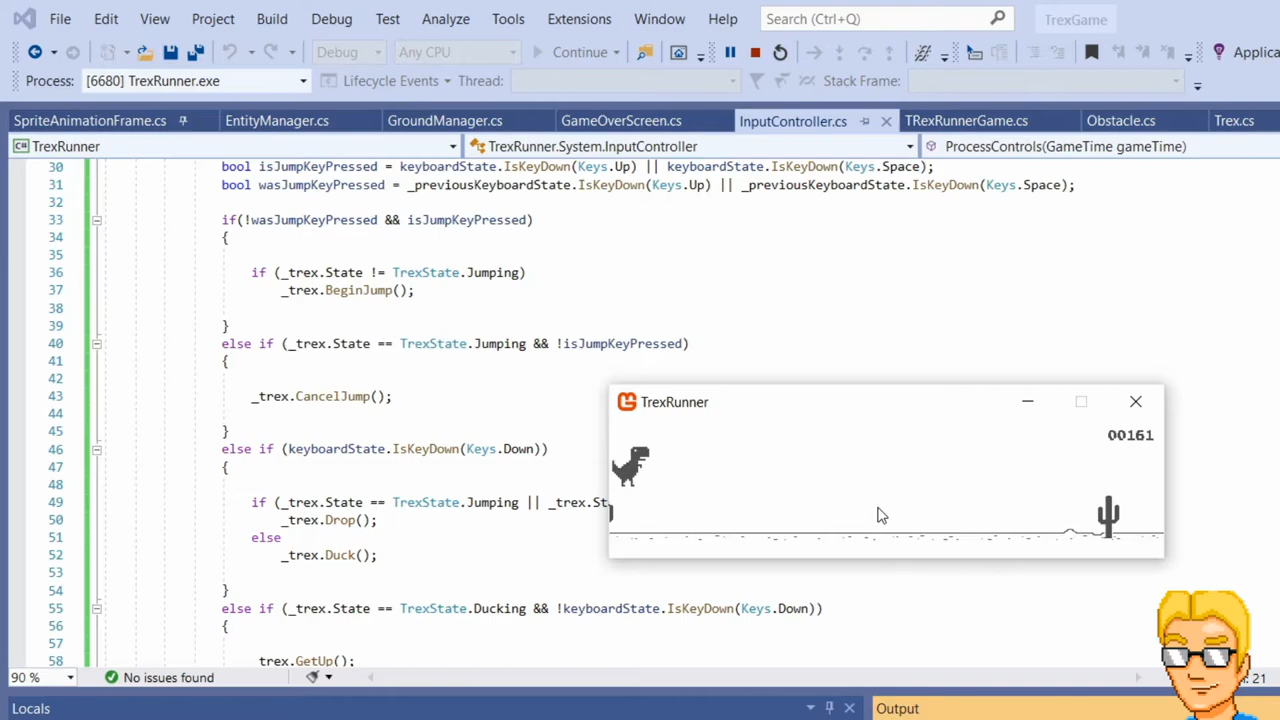 File Edit View Project Build Debug Test Analyze Tools Extensions Window Help Search (Ctrl+Q) TrexGame
Debug Any CPU Continue
Process: [6680] TrexRunner.exe Lifecycle Events Thread: Stack Frame:
SpriteAnimationFrame.cs EntityManager.cs GroundManager.cs GameOverScreen.cs InputController.cs TRexRunnerGame.cs Obstacle.cs Trex.cs
C# TrexRunner TrexRunner.System.InputController ProcessControls(GameTime gameTime)
30 bool isJumpKeyPressed = keyboardState.IsKeyDown(Keys.Up) || keyboardState.IsKeyDown(Keys.Space);
31 bool wasJumpKeyPressed = _previousKeyboardState.IsKeyDown(Keys.Up) || _previousKeyboardState.IsKeyDown(Keys.Space);
32
33 if(!wasJumpKeyPressed && isJumpKeyPressed)
34 {
35
36 if (_trex.State != TrexState.Jumping)
37 _trex.BeginJump();
38
39 }
40 else if (_trex.State == TrexState.Jumping && !isJumpKeyPressed)
41 {
42
43 _trex.CancelJump();
44
45 }
46 else if (keyboardState.IsKeyDown(Keys.Down))
47 {
48
49 if (_trex.State == TrexState.Jumping || _trex.St
50 _trex.Drop();
51 else
52 _trex.Duck();
53
54 }
55 else if (_trex.State == TrexState.Ducking && !keyboardState.IsKeyDown(Keys.Down))
56 {
57
58 trex.GetUp();
TrexRunner
00161
90 % No issues found : 21
Locals Output